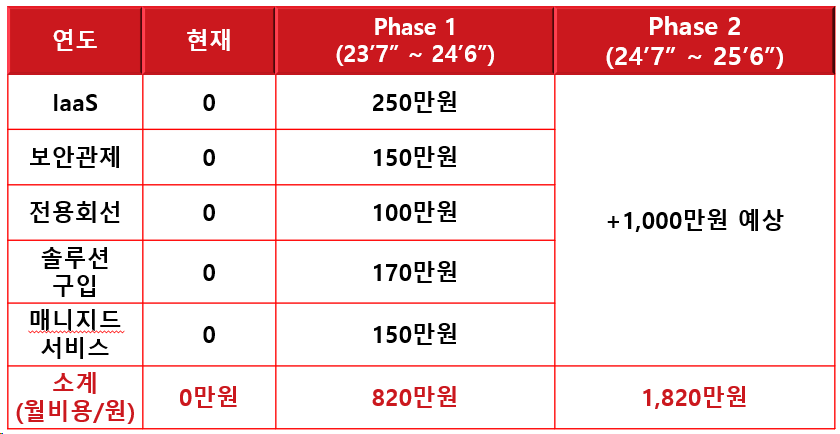 연도 현재 Phase 1 Phase 2
(23’7” ~ 24’6”) (24’7” ~ 25’6”)
IaaS 0 250만원
보안관제 0 150만원
전용회선 0 100만원
+1,000만원 예상
솔루션
구입 0 170만원
매니지드
서비스 0 150만원
소계
(월비용/원) 0만원 820만원 1,820만원